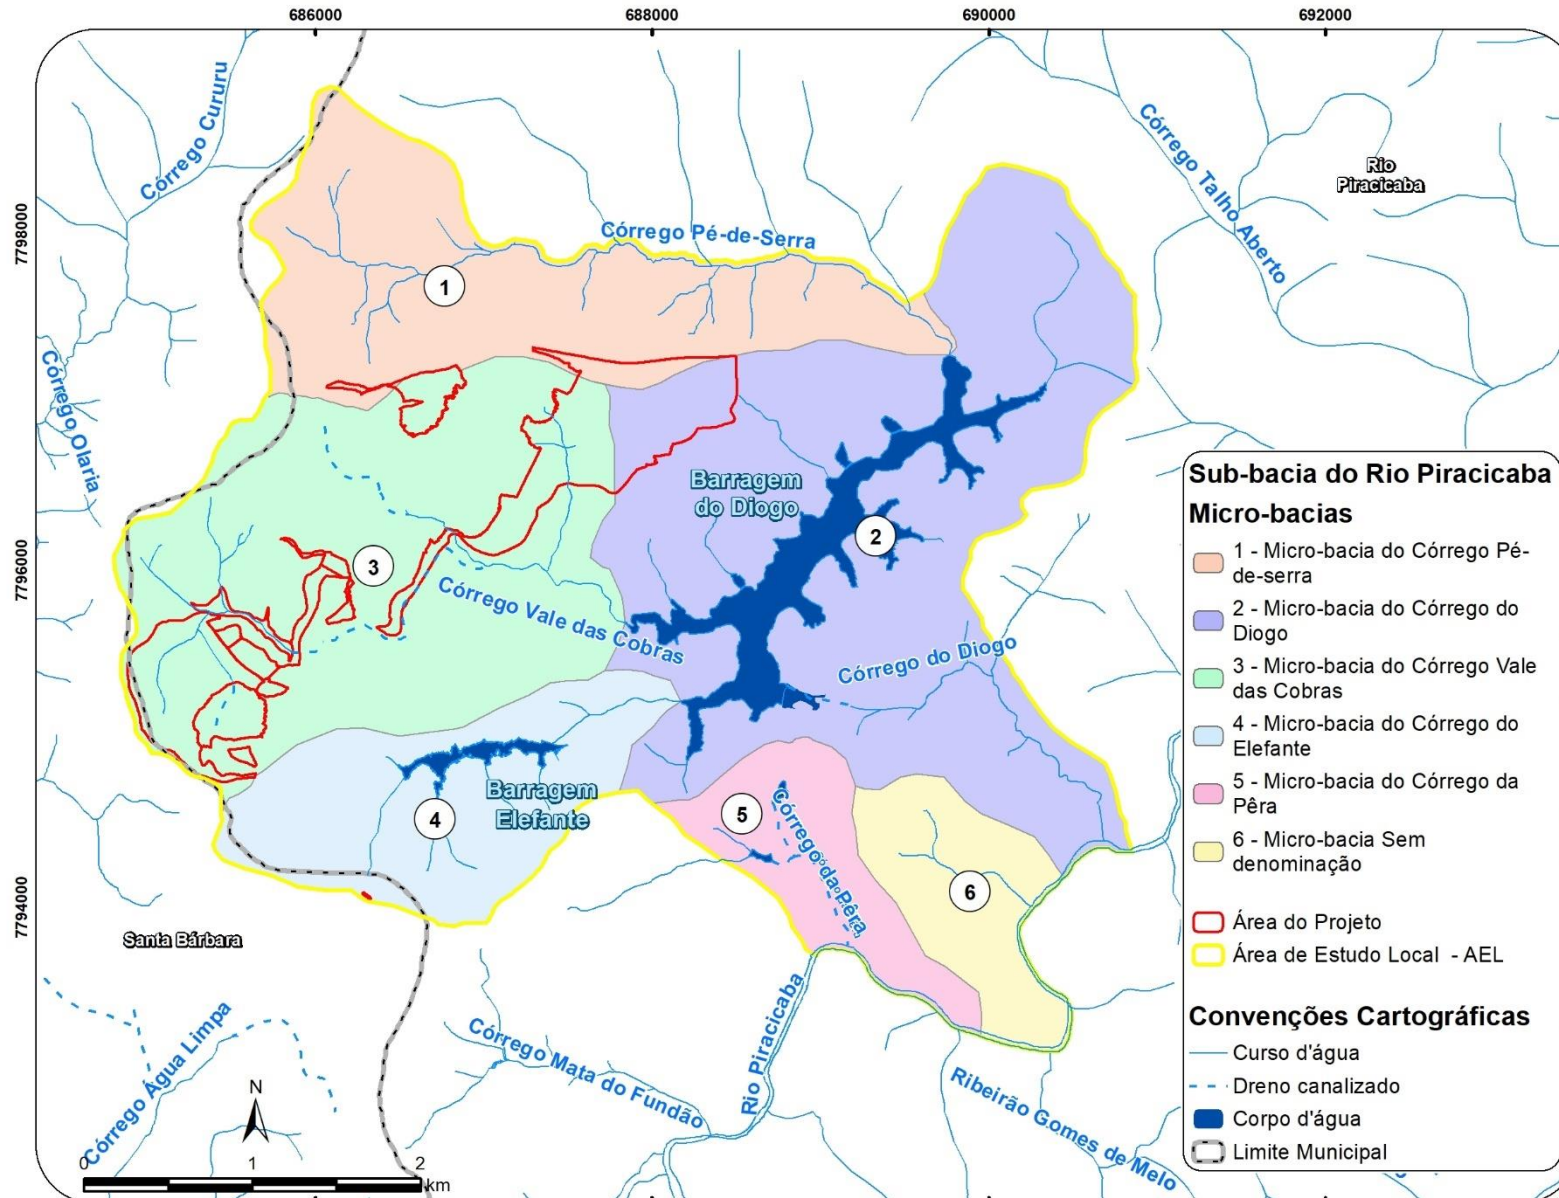 686000
688000
690000
692000
7798000
7796000
7794000
Córrego Cururu
Córrego Talho Aberto
Rio
Piracicaba
Córrego Pé-de-Serra
1
Córrego Olaria
Barragem
do Diogo
2
3
Córrego Vale das Cobras
Córrego do Diogo
Barragem
Elefante
4
5
Córrego da Pêra
6
Santa Bárbara
Córrego Água Limpa
Córrego Mata do Fundão
Rio Piracicaba
Ribeirão Gomes de Melo
N
0 1 2
km
Sub-bacia do Rio Piracicaba
Micro-bacias
1 - Micro-bacia do Córrego Pé-
de-serra
2 - Micro-bacia do Córrego do
Diogo
3 - Micro-bacia do Córrego Vale
das Cobras
4 - Micro-bacia do Córrego do
Elefante
5 - Micro-bacia do Córrego da
Pêra
6 - Micro-bacia Sem
denominação
Área do Projeto
Área de Estudo Local - AEL
Convenções Cartográficas
Curso d'água
Dreno canalizado
Corpo d'água
Limite Municipal